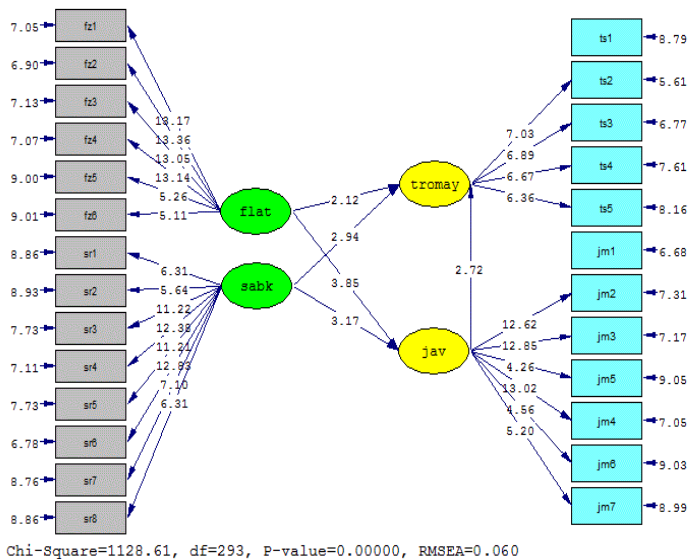 7.05 fz1
6.90 fz2
7.13 fz3
7.07 fz4
9.00 fz5
9.01 fz6
8.86 sr1
8.93 sr2
7.73 sr3
7.11 sr4
7.73 sr5
6.78 sr6
8.76 sr7
8.86 sr8
13.17
13.36
13.05
13.14
5.26
5.11
6.31
5.64
11.22
12.38
11.21
12.83
7.10
6.31
flat
sabk
2.12
2.94
3.85
3.17
tromay
2.72
jav
7.03
6.89
6.67
6.36
12.62
12.85
4.26
13.02
4.56
5.20
ts1 8.79
ts2 5.61
ts3 6.77
ts4 7.61
ts5 8.16
jm1 6.68
jm2 7.31
jm3 7.17
jm5 9.05
jm4 7.05
jm6 9.03
jm7 8.99
Chi-Square=1128.61, df=293, P-value=0.00000, RMSEA=0.060